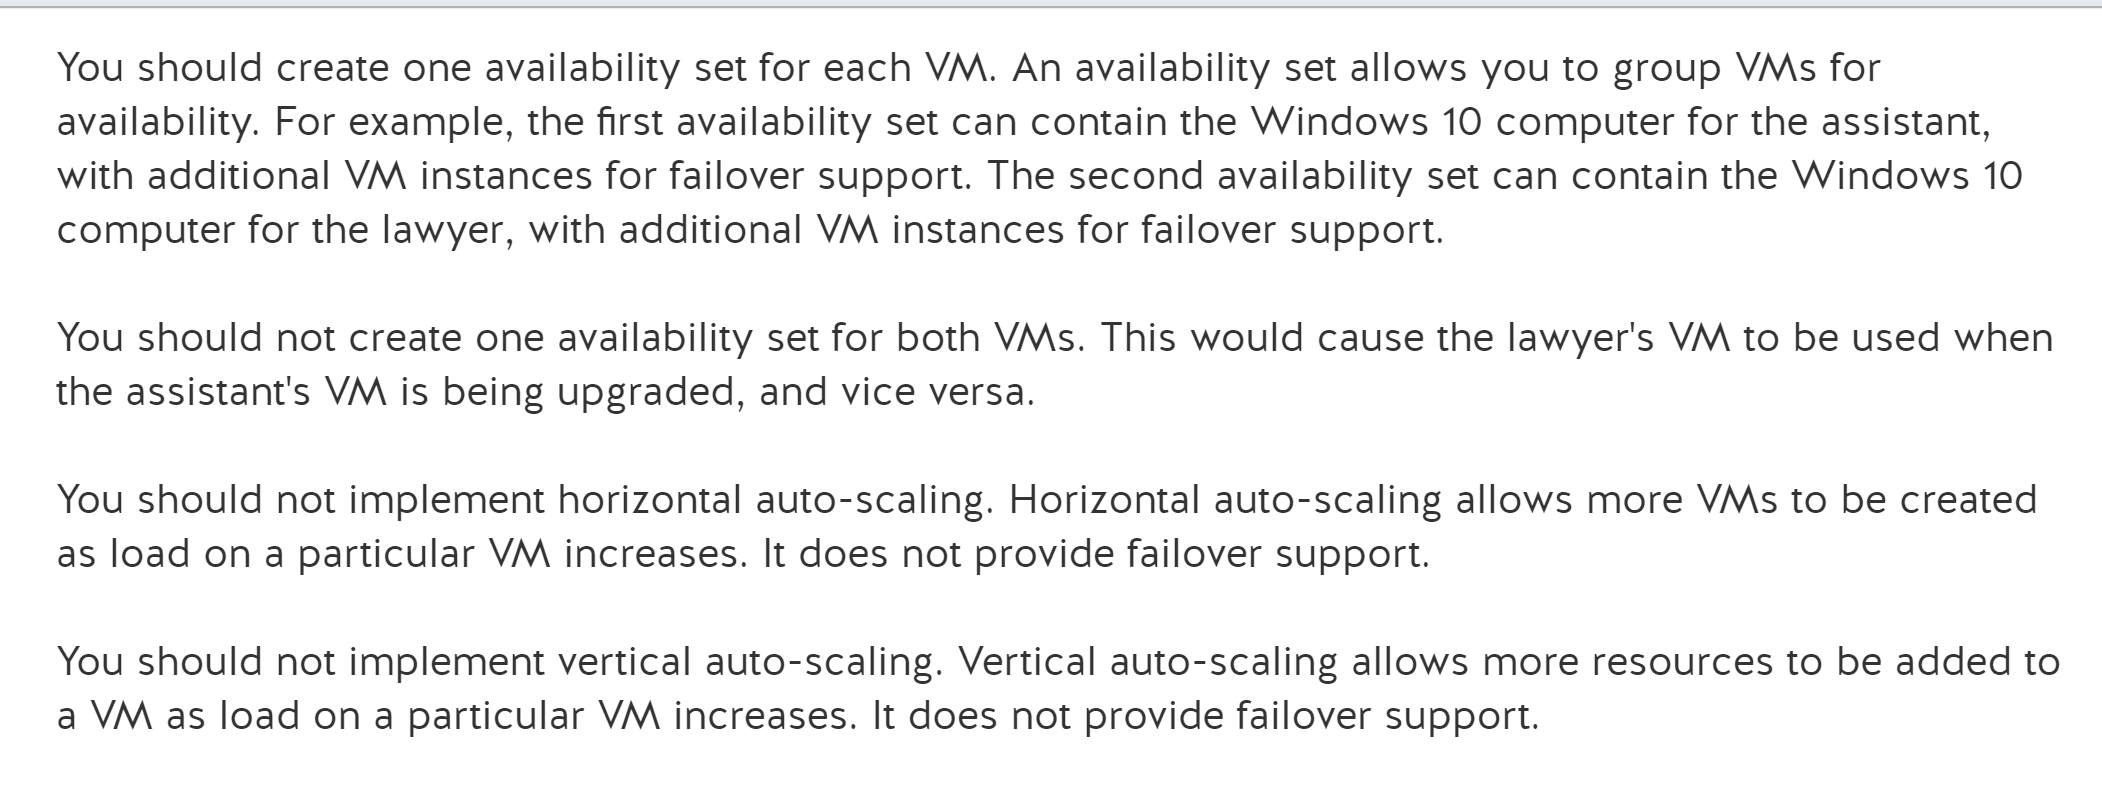 You should create one availability set for each VM. An availability set allows you to group VMs for
availability. For example, the first availability set can contain the Windows 10 computer for the assistant,
with additional VM instances for failover support. The second availability set can contain the Windows 10
computer for the lawyer, with additional VM instances for failover support.
You should not create one availability set for both VMs. This would cause the lawyer's VM to be used when
the assistant's VM is being upgraded, and vice versa.
You should not implement horizontal auto-scaling. Horizontal auto-scaling allows more VMs to be created
as load on a particular VM increases. It does not provide failover support.
You should not implement vertical auto-scaling. Vertical auto-scaling allows more resources to be added to
a VM as load on a particular VM increases. It does not provide failover support.